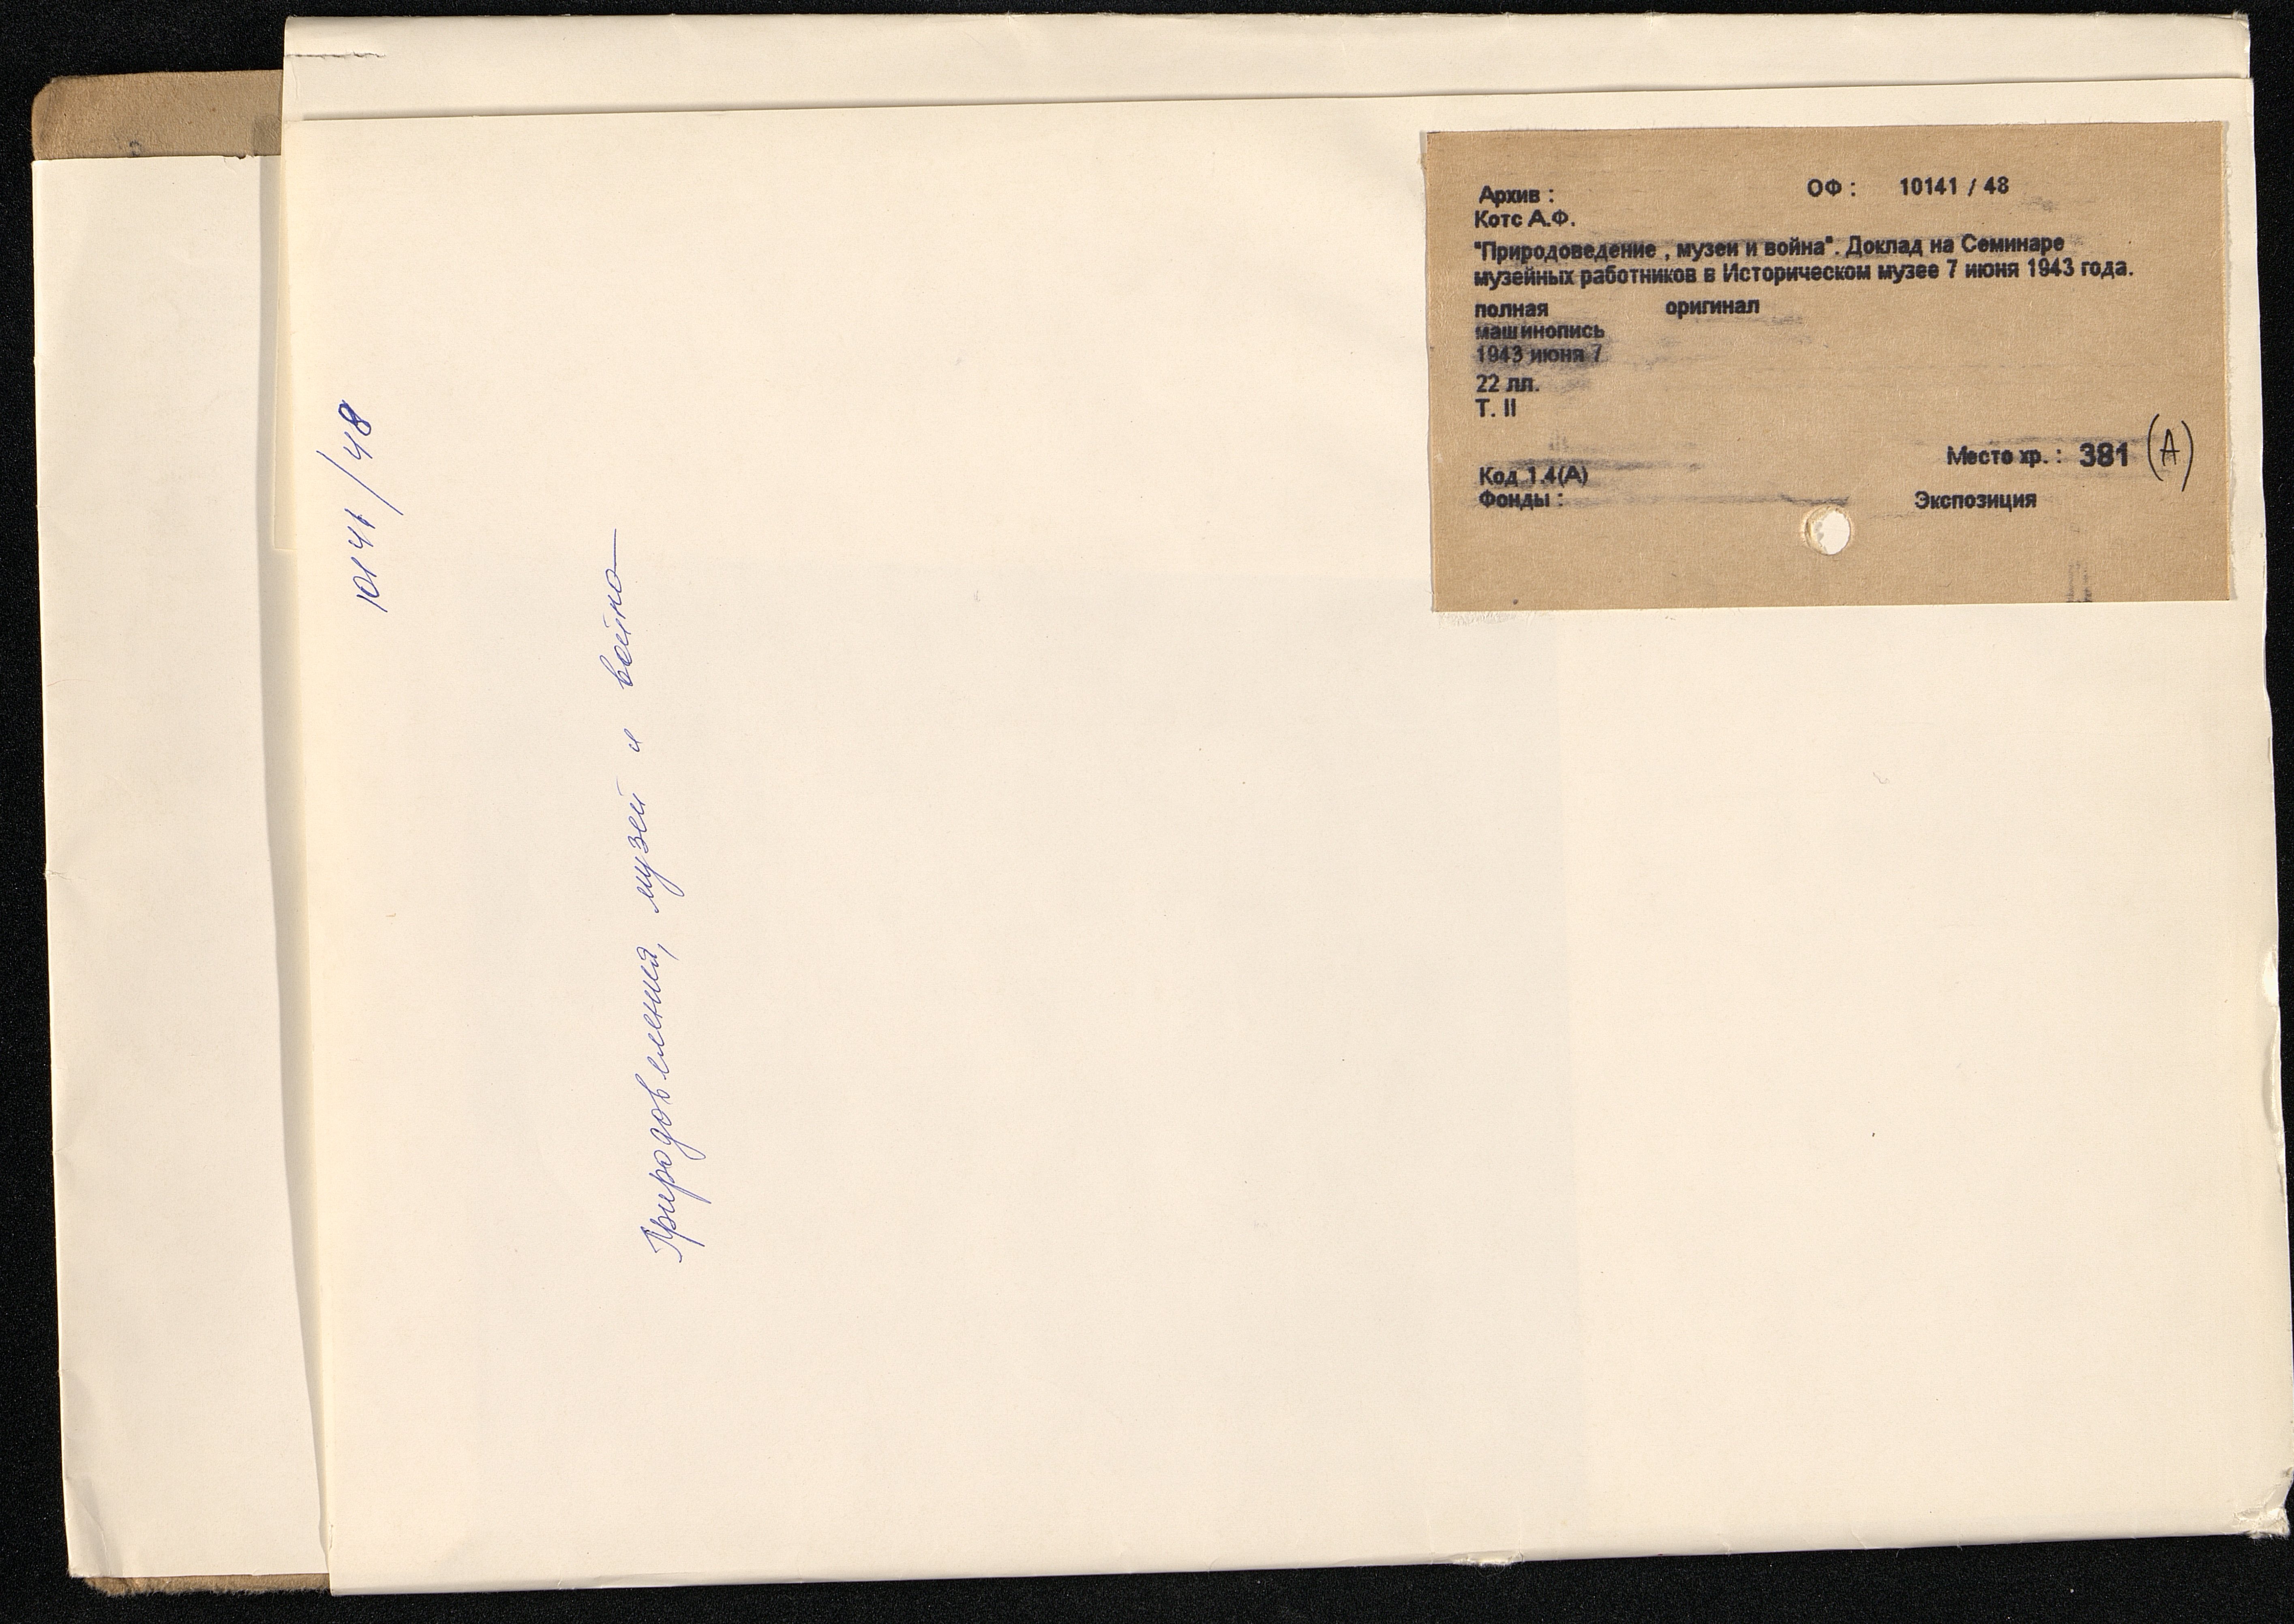 Архив :
ОФ : 10141 / 48
Котс А.Ф.
"Природоведение , музеи и война". Доклад на Семинаре
музейных работников в Историческом музее 7 июня 1943 года.
полная оригинал
машинопись
1943 июня 7
22 лл.
Т. II
Место хр. : 381 (А)
Код 1.4(А)
Фонды :
Экспозиция
10141/48
Природовеления, музей и война